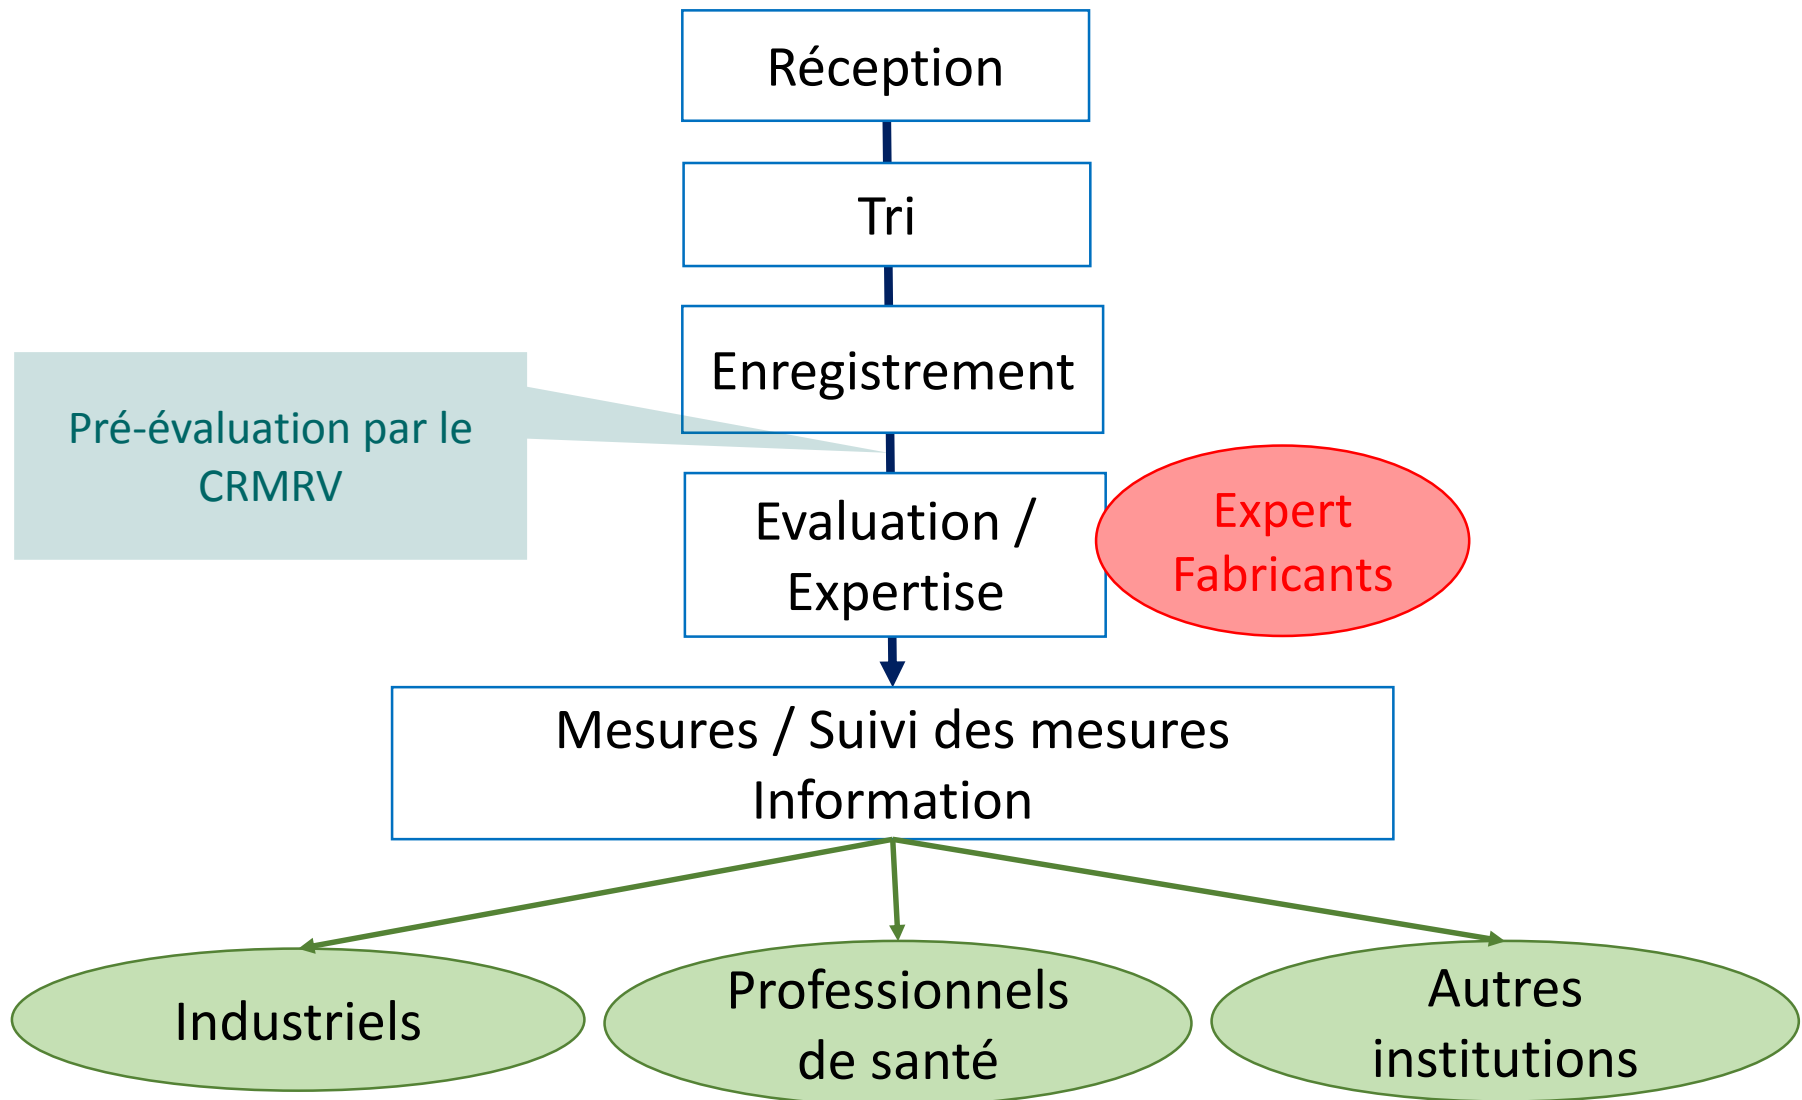 Réception
Tri
Enregistrement
Pré-évaluation par le
CRMRV
Evaluation /
Expertise
Expert
Fabricants
Mesures / Suivi des mesures
Information
Industriels
Professionnels
de santé
Autres
institutions